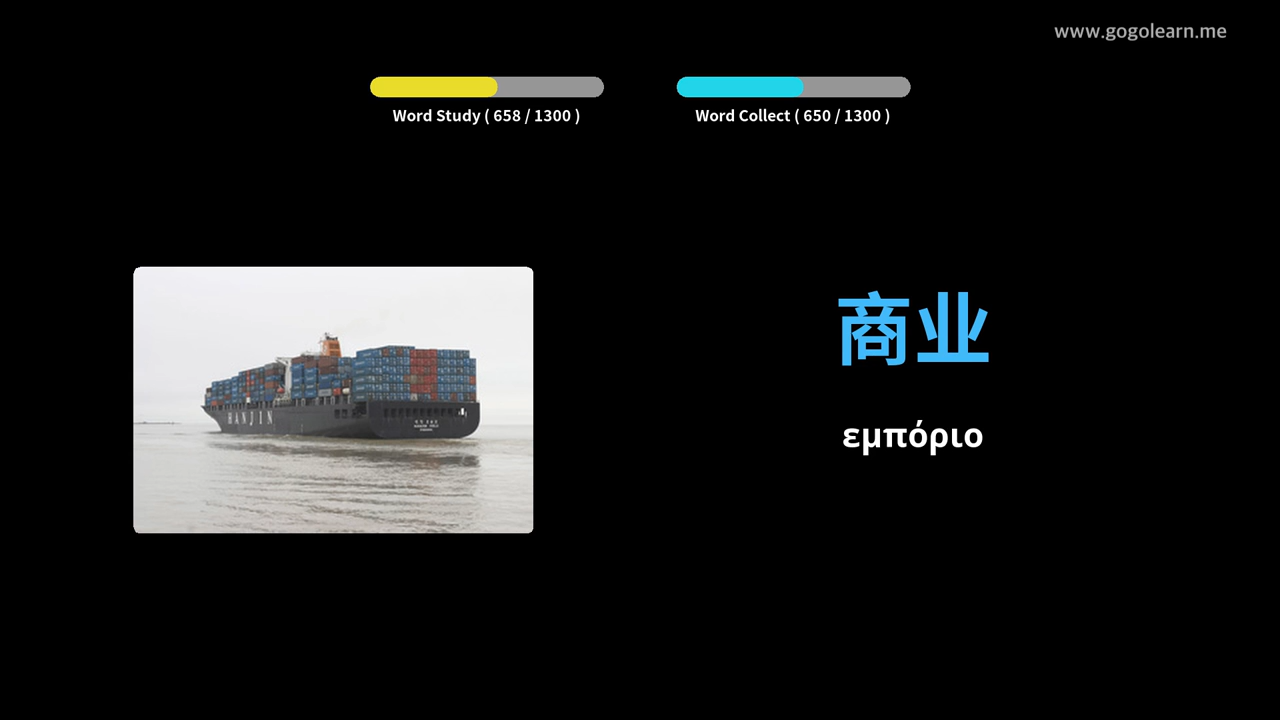 www.gogolearn.me
Word Study ( 658 / 1300 )
Word Collect ( 650 / 1300 )
HANJIN
商业
εμπόριο